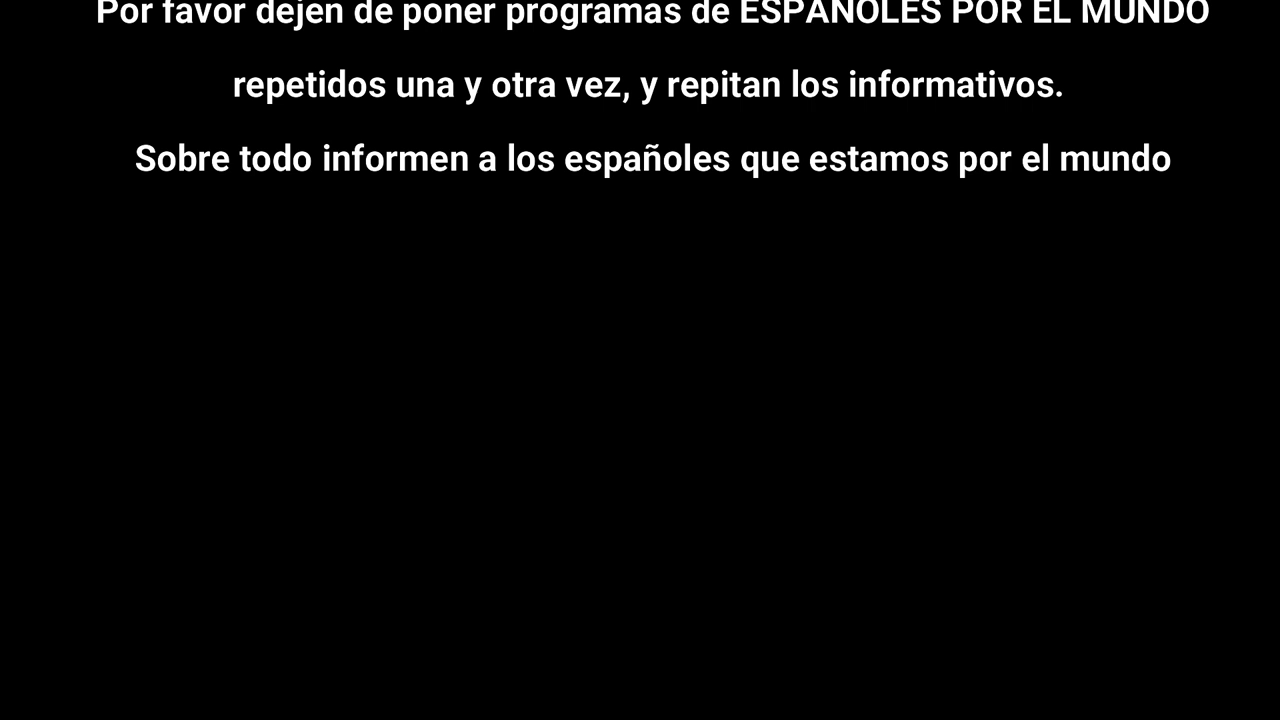 Por favor dejen de poner programas de ESPAÑOLES POR EL MUNDO
repetidos una y otra vez, y repitan los informativos.
Sobre todo informen a los españoles que estamos por el mundo